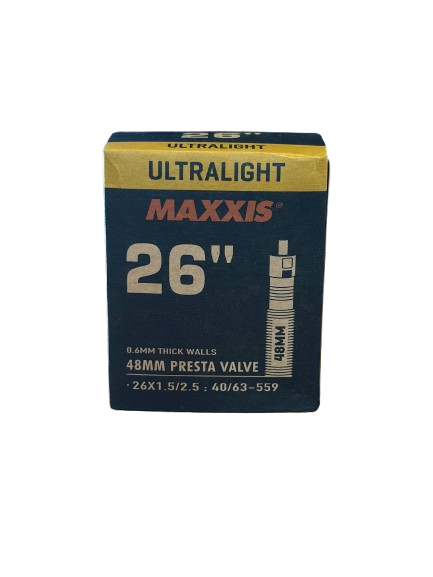 26"
ULTRALIGHT
ULTRALIGHT
MAXXIS®
26"
48MM
0.6MM THICK WALLS
48MM PRESTA VALVE
·26X1.5/2.5 : 40/63-559